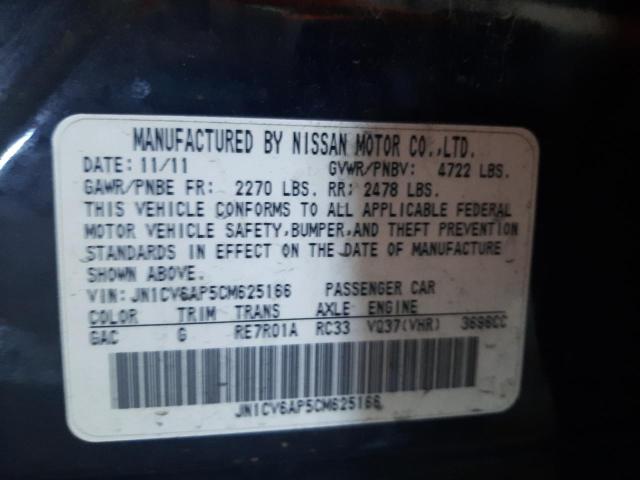 MANUFACTURED BY NISSAN MOTOR CO.,LTD.
DATE: 11/11 GVWR/PNBV: 4722 LBS.
GAWR/PNBE FR: 2270 LBS. RR: 2478 LBS.
THIS VEHICLE CONFORMS TO ALL APPLICABLE FEDERAL
MOTOR VEHICLE SAFETY,BUMPER,AND THEFT PREVENTION
STANDARDS IN EFFECT ON THE DATE OF MANUFACTURE
SHOWN ABOVE.
VIN: JN1CV6AP5CM625166 PASSENGER CAR
COLOR TRIM TRANS AXLE ENGINE
GAC G RE7R01A RC33 VQ37(VHR) 3696CC
JN1CV6AP5CM625166